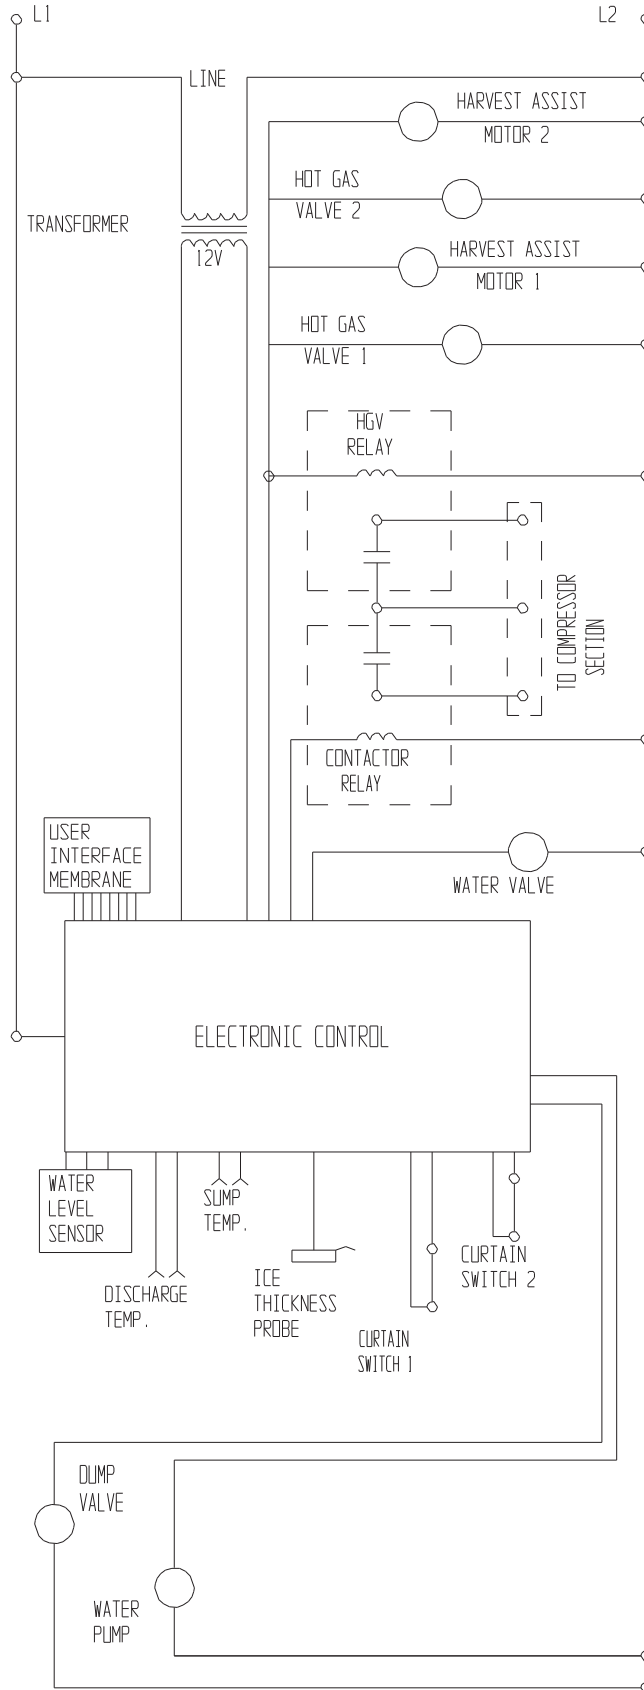 L1
L2
LINE
HARVEST ASSIST
MOTOR 2
HOT GAS
VALVE 2
TRANSFORMER
12V
HARVEST ASSIST
MOTOR 1
HOT GAS
VALVE 1
HGV
RELAY
TO COMPRESSOR
SECTION
CONTACTOR
RELAY
USER
INTERFACE
MEMBRANE
WATER VALVE
ELECTRONIC CONTROL
WATER
LEVEL
SENSOR
SUMP
TEMP.
DISCHARGE
TEMP.
ICE
THICKNESS
PROBE
CURTAIN
SWITCH 1
CURTAIN
SWITCH 2
DUMP
VALVE
WATER
PUMP